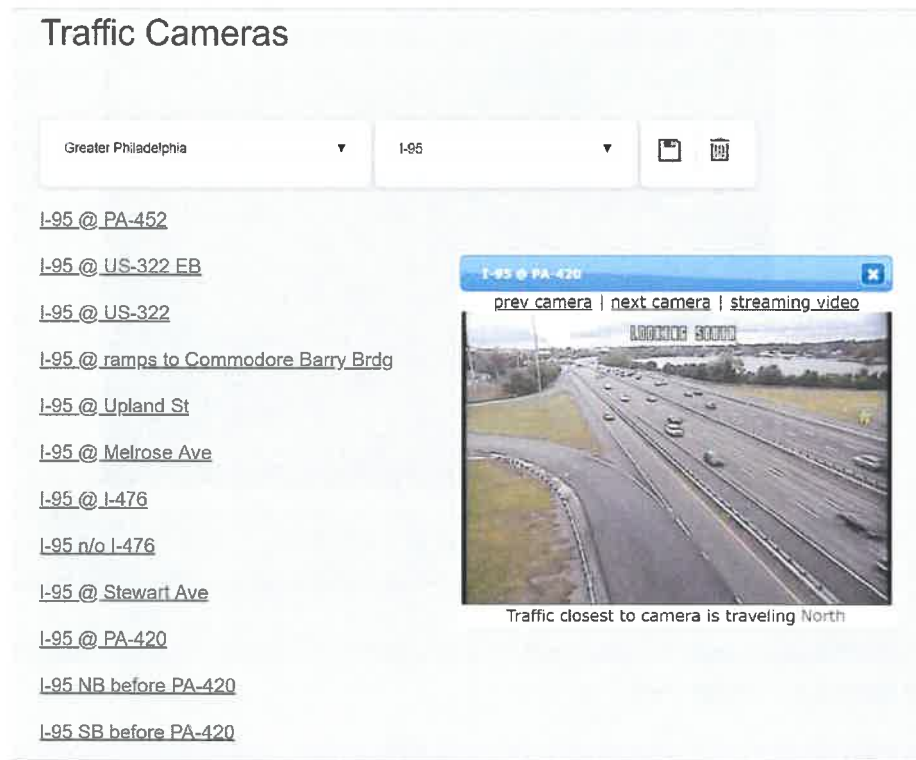 Traffic Cameras
Greater Philadelphia
I-95
I-95 @ PA-452
I-95 @ US-322 EB
I-95 @ US-322
I-95 @ ramps to Commodore Barry Brdg
I-95 @ Upland St
I-95 @ Melrose Ave
I-95 @ I-476
I-95 n/o I-476
I-95 @ Stewart Ave
I-95 @ PA-420
I-95 NB before PA-420
I-95 SB before PA-420
I-95 @ PA-420
prev camera | next camera | streaming video
LOOKING SOUTH
Traffic closest to camera is traveling North